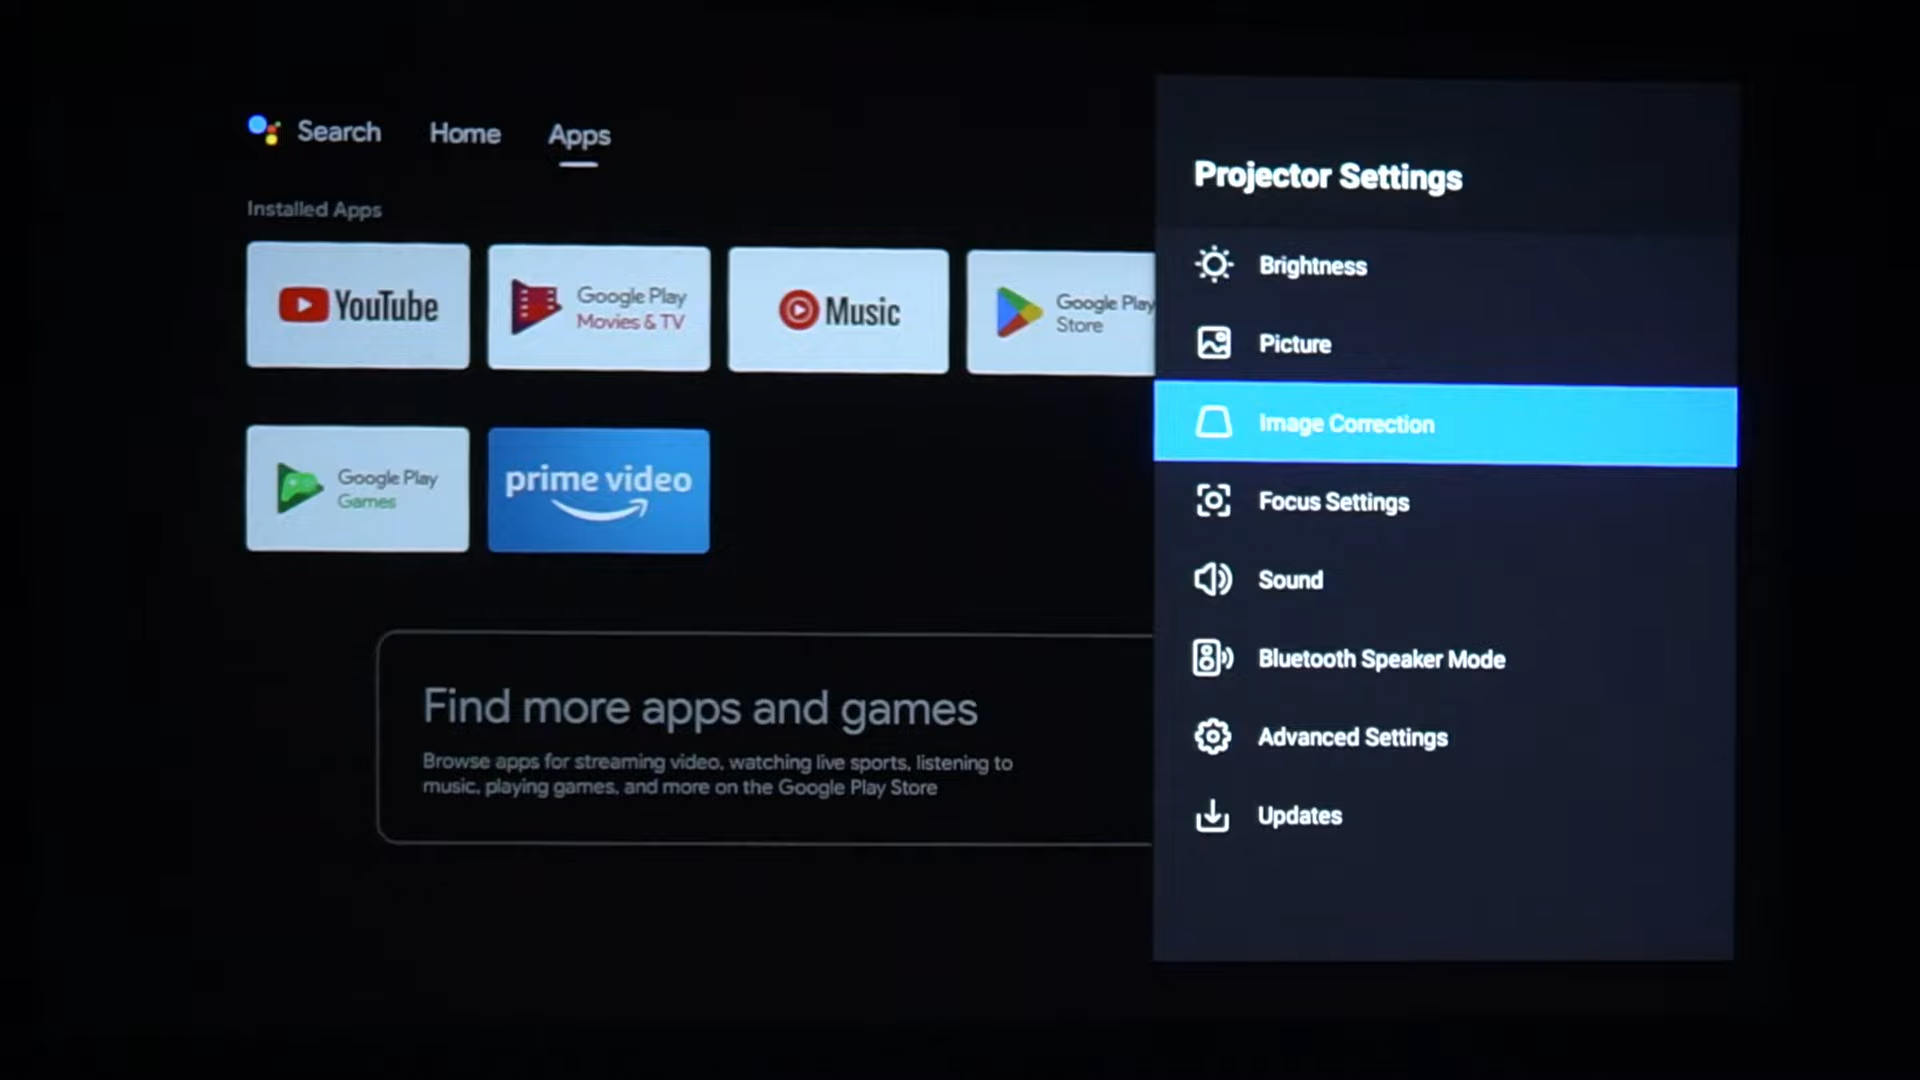 Search Home Apps
Installed Apps
YouTube
Google Play
Movies & TV
Music
Google Play
Store
Google Play
Games
prime video
Find more apps and games
Browse apps for streaming video, watching live sports, listening to
music, playing games, and more on the Google Play Store
Projector Settings
Brightness
Picture
Image Correction
Focus Settings
Sound
Bluetooth Speaker Mode
Advanced Settings
Updates